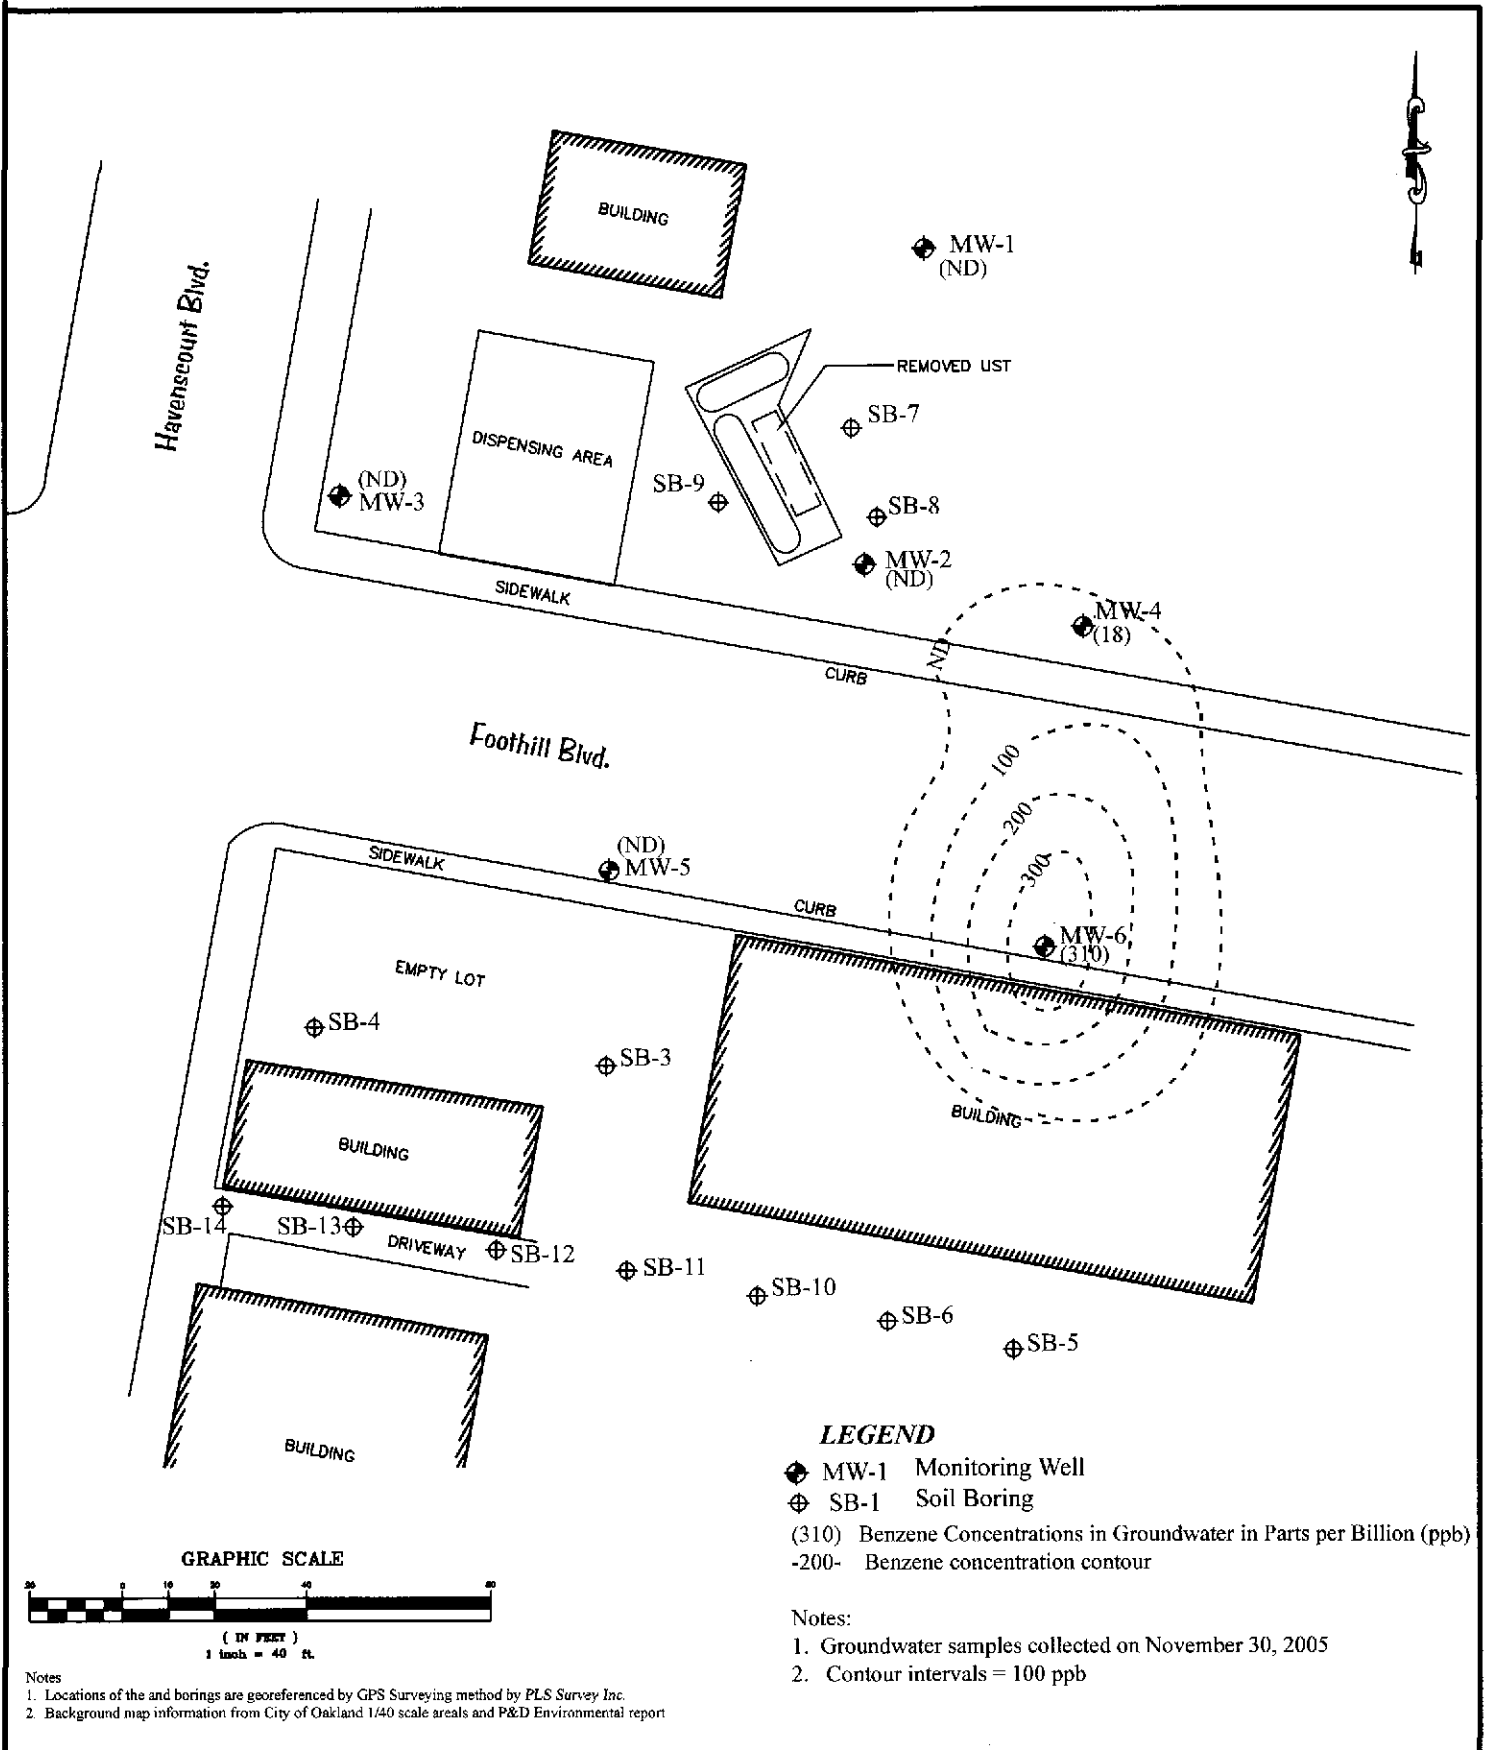 BUILDING
MW-1
(ND)
Havenscourt Blvd.
REMOVED UST
SB-7
DISPENSING AREA
(ND)
MW-3
SB-9
SB-8
MW-2
(ND)
SIDEWALK
MW-4
(18)
ND
CURB
Foothill Blvd.
100
200
300
(ND)
MW-5
SIDEWALK
CURB
MW-6
(310)
EMPTY LOT
SB-4
SB-3
BUILDING
BUILDING
SB-14
SB-13
DRIVEWAY
SB-12
SB-11
SB-10
SB-6
SB-5
BUILDING
LEGEND
MW-1 Monitoring Well
SB-1 Soil Boring
(310) Benzene Concentrations in Groundwater in Parts per Billion (ppb)
-200- Benzene concentration contour
GRAPHIC SCALE
0 10 20 40 80
( IN FEET )
1 inch = 40 ft.
Notes:
1. Groundwater samples collected on November 30, 2005
2. Contour intervals = 100 ppb
Notes
1. Locations of the and borings are georeferenced by GPS Surveying method by PLS Survey Inc.
2. Background map information from City of Oakland 1/40 scale areals and P&D Environmental report